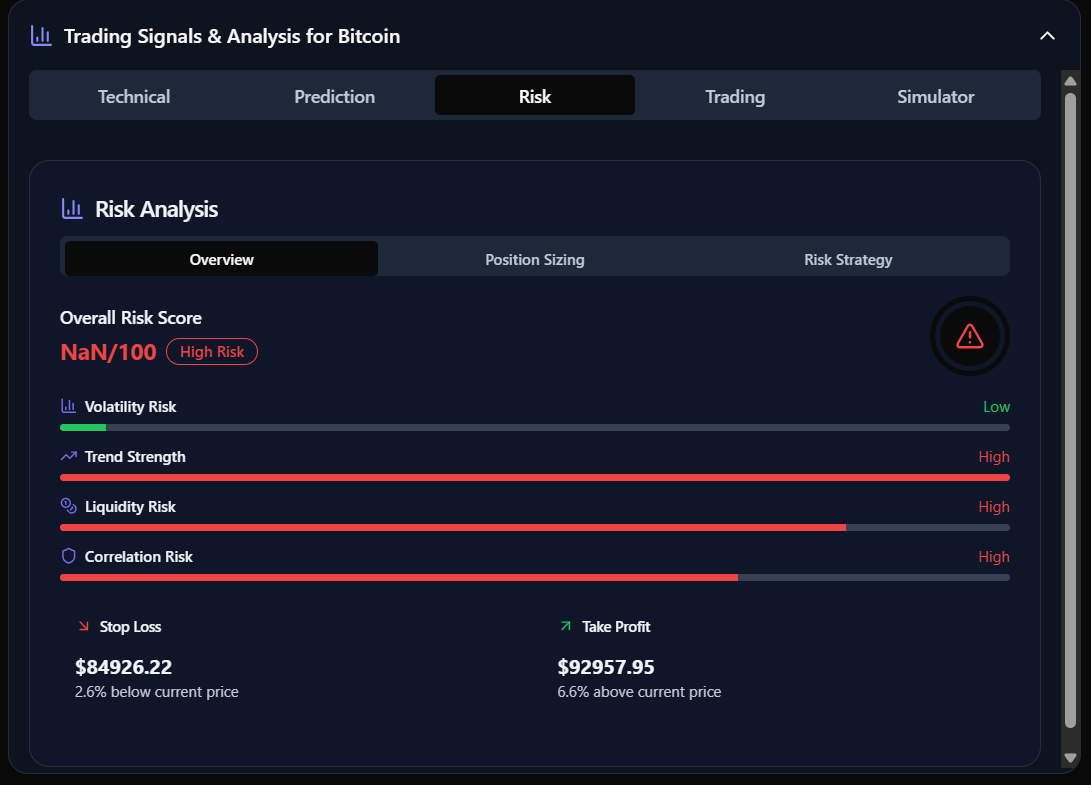 Trading Signals & Analysis for Bitcoin
Technical Prediction Risk Trading Simulator
Risk Analysis
Overview Position Sizing Risk Strategy
Overall Risk Score
NaN/100 High Risk
Volatility Risk Low
Trend Strength High
Liquidity Risk High
Correlation Risk High
Stop Loss Take Profit
$84926.22 $92957.95
2.6% below current price 6.6% above current price